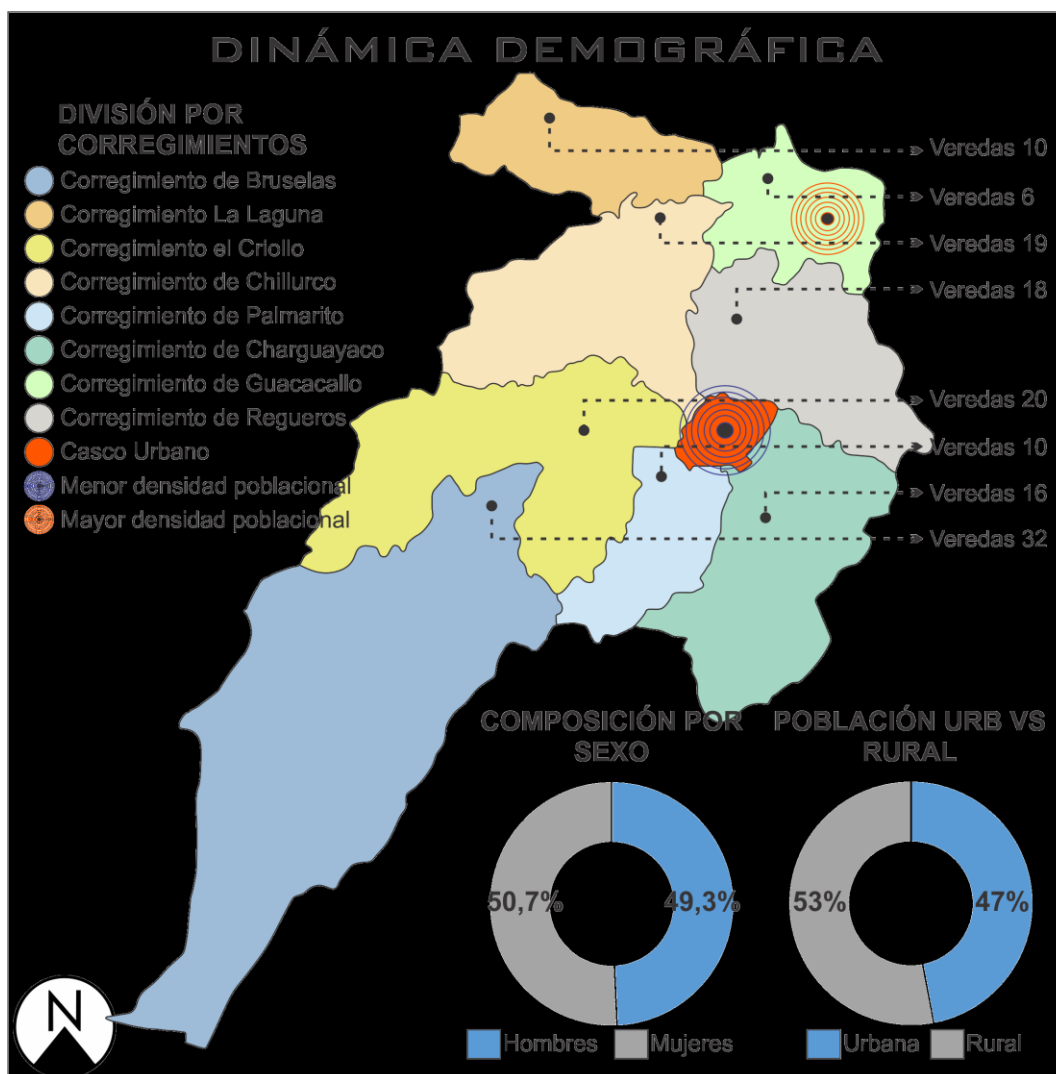 DINÁMICA DEMOGRÁFICA
DIVISIÓN POR
CORREGIMIENTOS
Corregimiento de Bruselas
Corregimiento La Laguna
Corregimiento el Criollo
Corregimiento de Chillurco
Corregimiento de Palmarito
Corregimiento de Charguayaco
Corregimiento de Guacacallo
Corregimiento de Regueros
Casco Urbano
Menor densidad poblacional
Mayor densidad poblacional
Veredas 10
Veredas 6
Veredas 19
Veredas 18
Veredas 20
Veredas 10
Veredas 16
Veredas 32
COMPOSICIÓN POR
SEXO
50,7%
49,3%
Hombres
Mujeres
POBLACIÓN URB VS
RURAL
53%
47%
Urbana
Rural
N